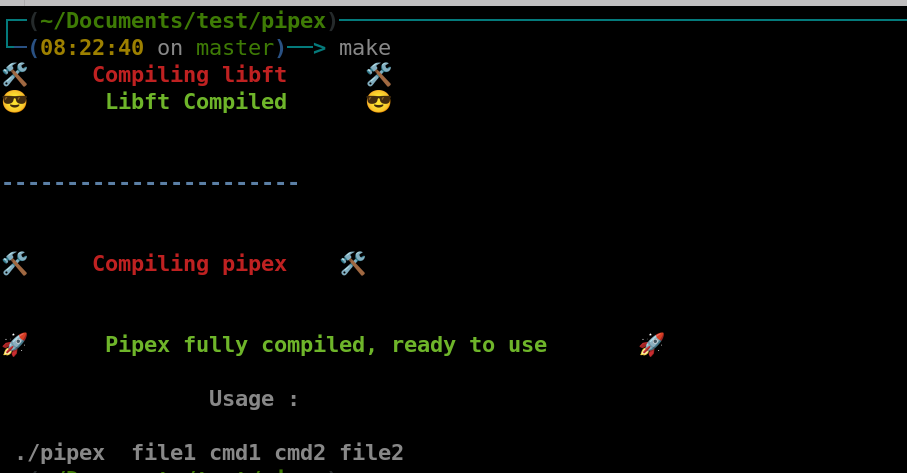 (~/Documents/test/pipex)
(08:22:40 on master)──> make
🛠️ Compiling libft 🛠️
😎 Libft Compiled 😎
-----------------------
🛠️ Compiling pipex 🛠️
🚀 Pipex fully compiled, ready to use 🚀
Usage :
./pipex file1 cmd1 cmd2 file2